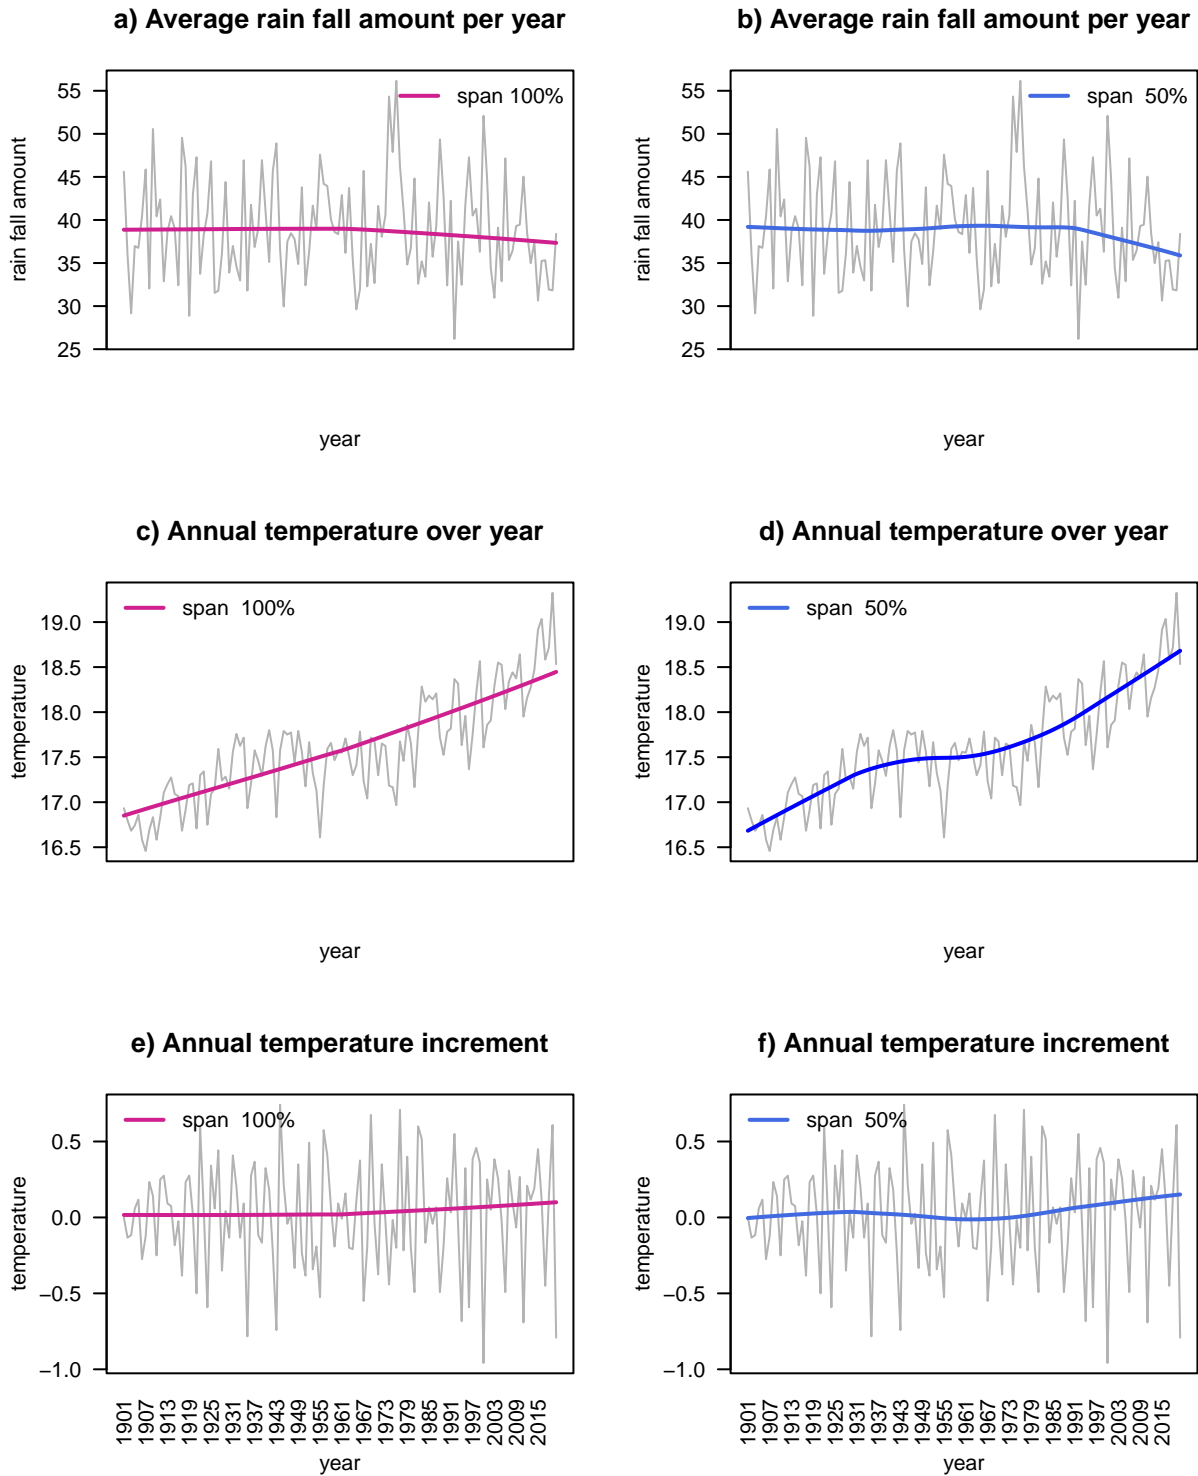 a) Average rain fall amount per year
b) Average rain fall amount per year
rain fall amount
55
50
45
40
35
30
25
span 100%
year
rain fall amount
55
50
45
40
35
30
25
span 50%
year
c) Annual temperature over year
d) Annual temperature over year
temperature
19.0
18.5
18.0
17.5
17.0
16.5
span 100%
year
temperature
19.0
18.5
18.0
17.5
17.0
16.5
span 50%
year
e) Annual temperature increment
f) Annual temperature increment
temperature
0.5
0.0
−0.5
−1.0
span 100%
1901 1907 1913 1919 1925 1931 1937 1943 1949 1955 1961 1967 1973 1979 1985 1991 1997 2003 2009 2015
year
temperature
0.5
0.0
−0.5
−1.0
span 50%
1901 1907 1913 1919 1925 1931 1937 1943 1949 1955 1961 1967 1973 1979 1985 1991 1997 2003 2009 2015
year